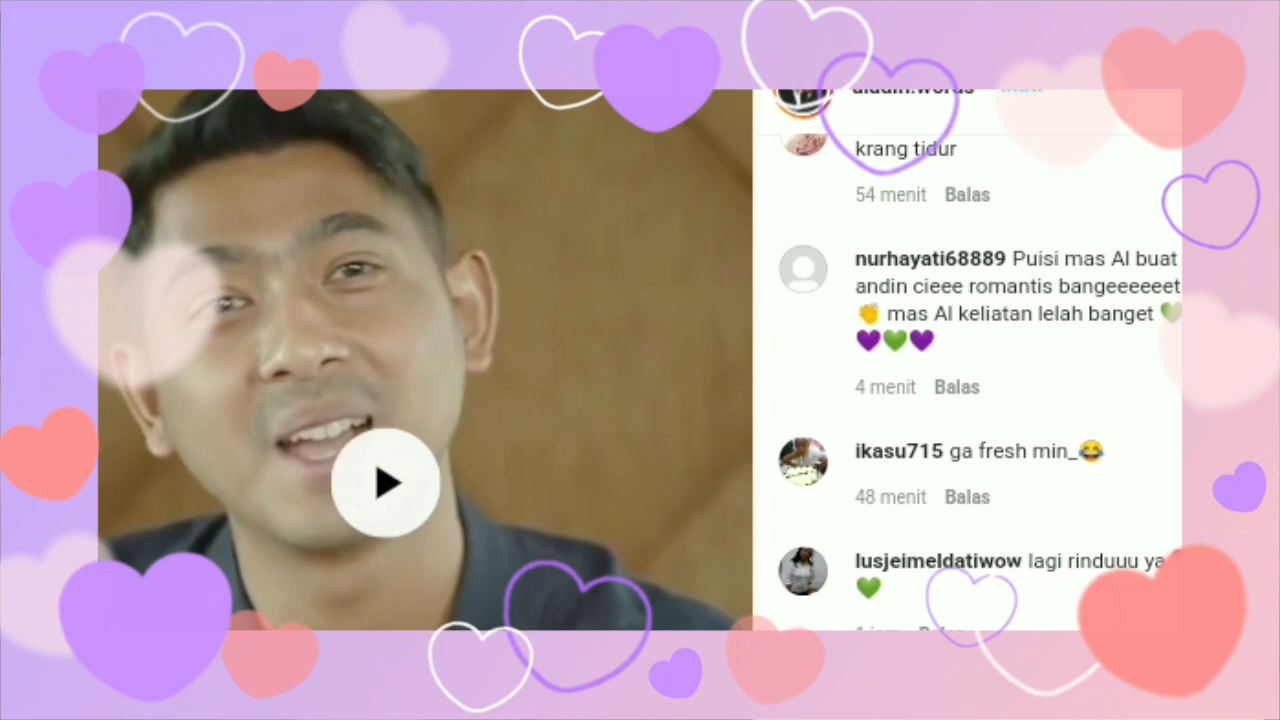 krang tidur
54 menit Balas
nurhayati68889 Puisi mas Al buat
andin cieee romantis bangeeeeeet
👏 mas Al keliatan lelah banget 💚
💜💚💜
4 menit Balas
ikasu715 ga fresh min_😂
48 menit Balas
lusjeimeldatiwow lagi rinduuu ya
💚